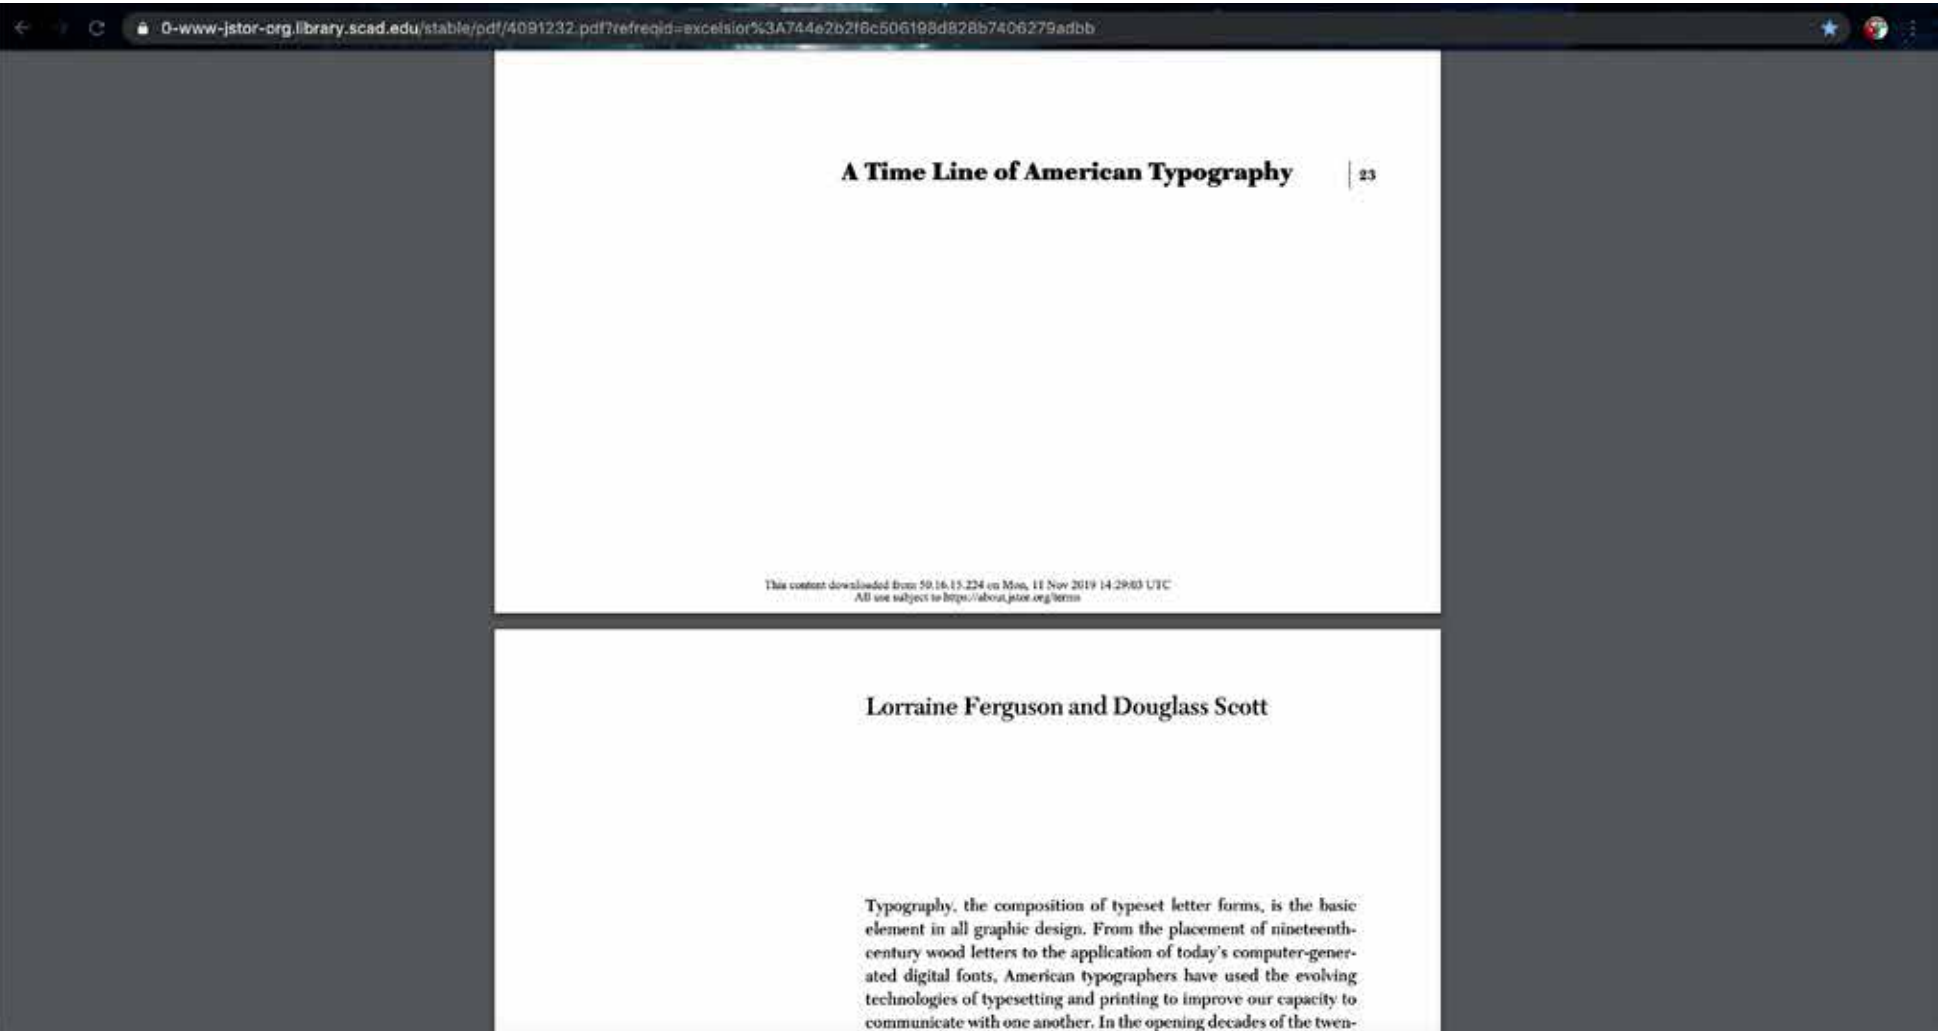 0-www-jstor-org.library.scad.edu/stable/pdf/4091232.pdf?refreqid=excelsior%3A744e2b2f6c506198d828b7406279adbb
A Time Line of American Typography
23
This content downloaded from 50.16.15.224 on Mon, 11 Nov 2019 14:29:03 UTC
All use subject to https://about.jstor.org/terms
Lorraine Ferguson and Douglass Scott
Typography, the composition of typeset letter forms, is the basic
element in all graphic design. From the placement of nineteenth-
century wood letters to the application of today's computer-gener-
ated digital fonts, American typographers have used the evolving
technologies of typesetting and printing to improve our capacity to
communicate with one another. In the opening decades of the twen-